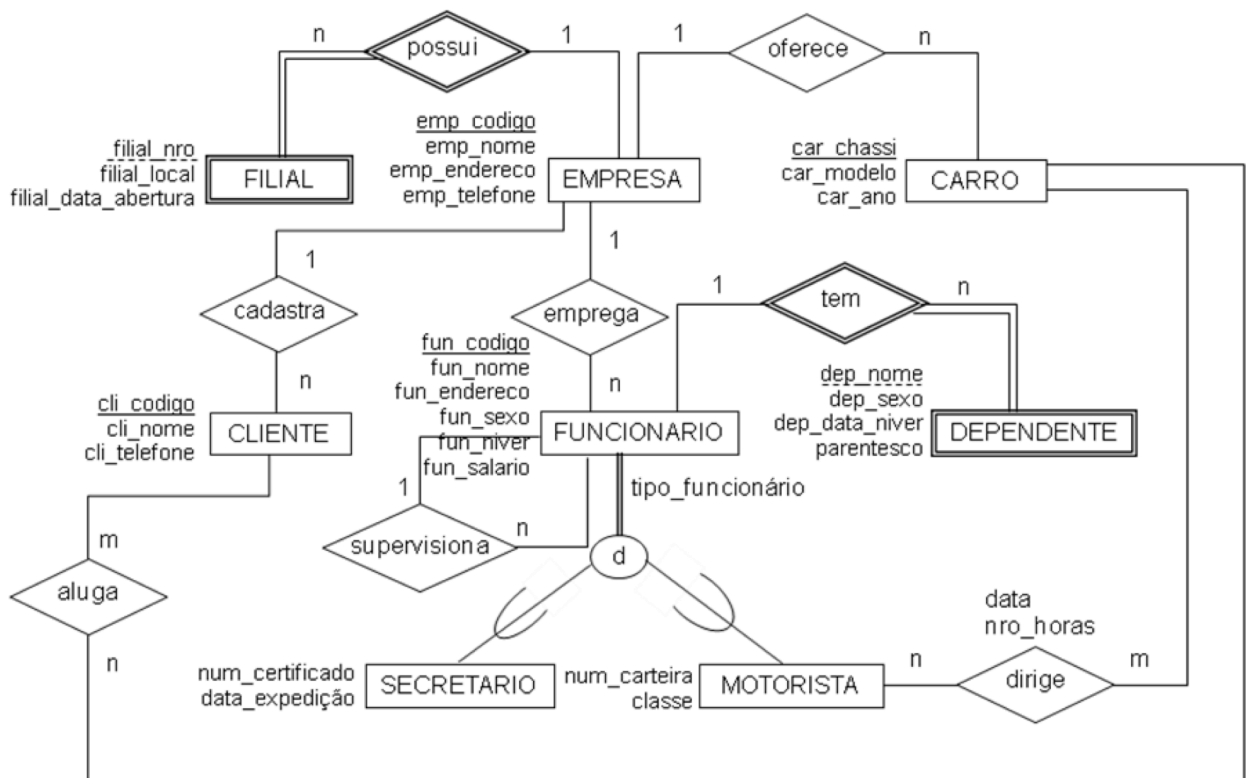 n
possui
1
1
oferece
n
emp_codigo
emp_nome
emp_endereco
emp_telefone
filial_nro
filial_local
filial_data_abertura
FILIAL
EMPRESA
car_chassi
car_modelo
car_ano
CARRO
1
cadastra
n
1
emprega
n
1
tem
n
fun_codigo
fun_nome
fun_endereco
fun_sexo
fun_niver
fun_salario
cli_codigo
cli_nome
cli_telefone
CLIENTE
FUNCIONARIO
dep_nome
dep_sexo
dep_data_niver
parentesco
DEPENDENTE
1
supervisiona
n
tipo_funcionário
d
m
aluga
n
num_certificado
data_expedição
SECRETARIO
num_carteira
classe
MOTORISTA
data
nro_horas
n
dirige
m